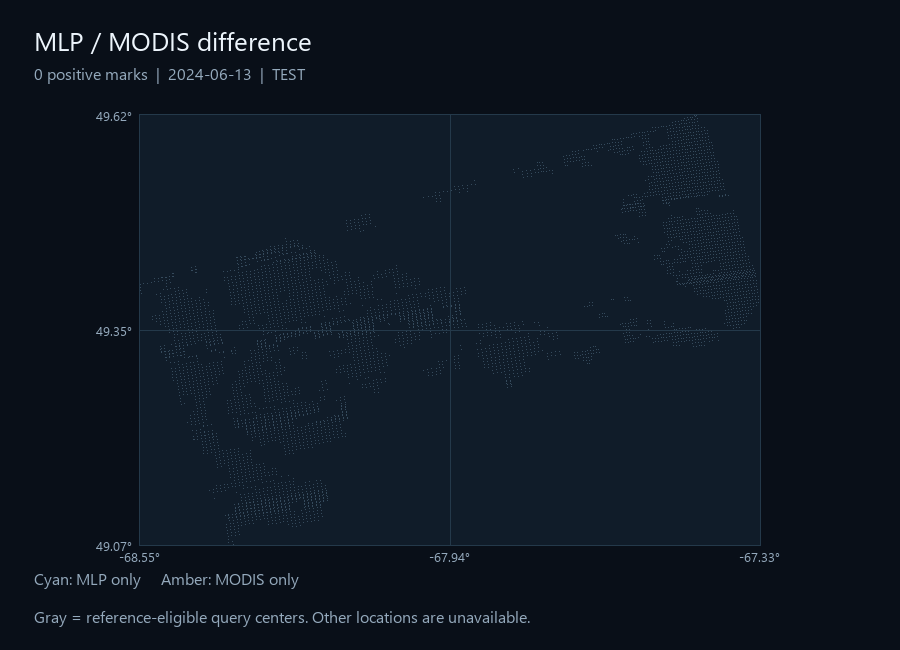 MLP / MODIS difference
0 positive marks | 2024-06-13 | TEST
49.62°
49.35°
49.07°
-68.55° -67.94° -67.33°
Cyan: MLP only Amber: MODIS only
Gray = reference-eligible query centers. Other locations are unavailable.